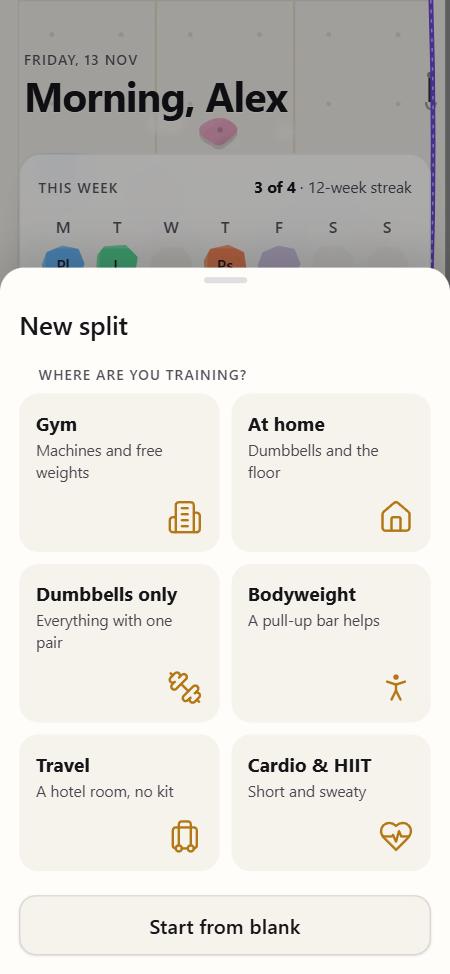 FRIDAY, 13 NOV
Morning, Alex
THIS WEEK
3 of 4 · 12-week streak
M T W T F S S
New split
WHERE ARE YOU TRAINING?
Gym
Machines and free
weights
At home
Dumbbells and the
floor
Dumbbells only
Everything with one
pair
Bodyweight
A pull-up bar helps
Travel
A hotel room, no kit
Cardio & HIIT
Short and sweaty
Start from blank